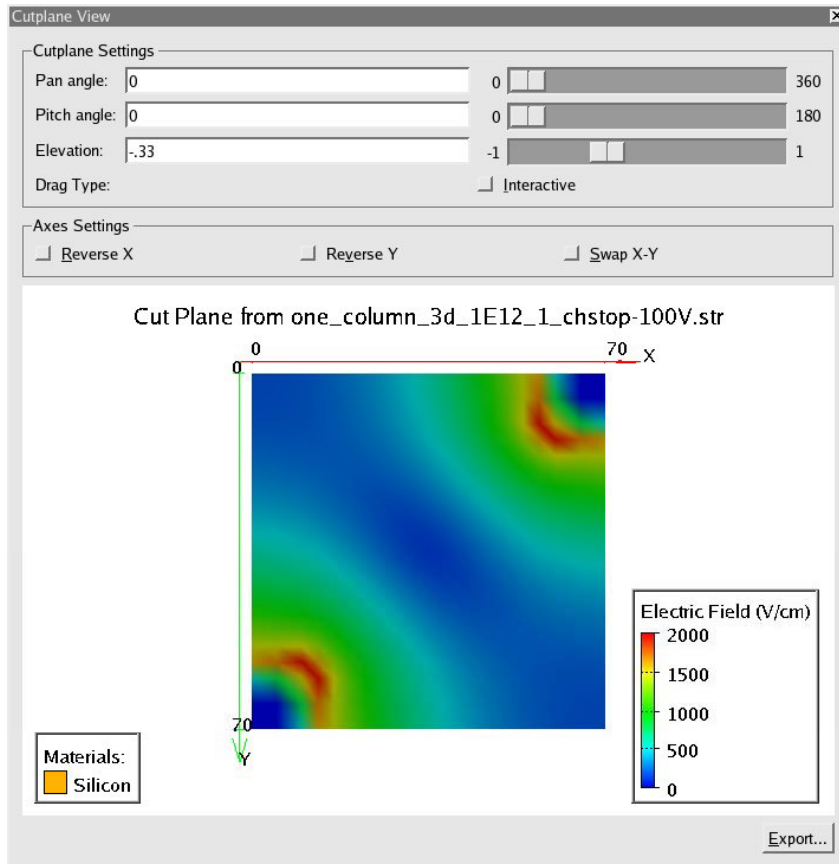 Cutplane View
Cutplane Settings
Pan angle: 0 0 360
Pitch angle: 0 0 180
Elevation: -.33 -1 1
Drag Type: Interactive
Axes Settings
Reverse X Reverse Y Swap X-Y
Cut Plane from one_column_3d_1E12_1_chstop-100V.str
0 70 X
0
70
Y
Electric Field (V/cm)
2000
1500
1000
500
0
Materials:
Silicon
Export...